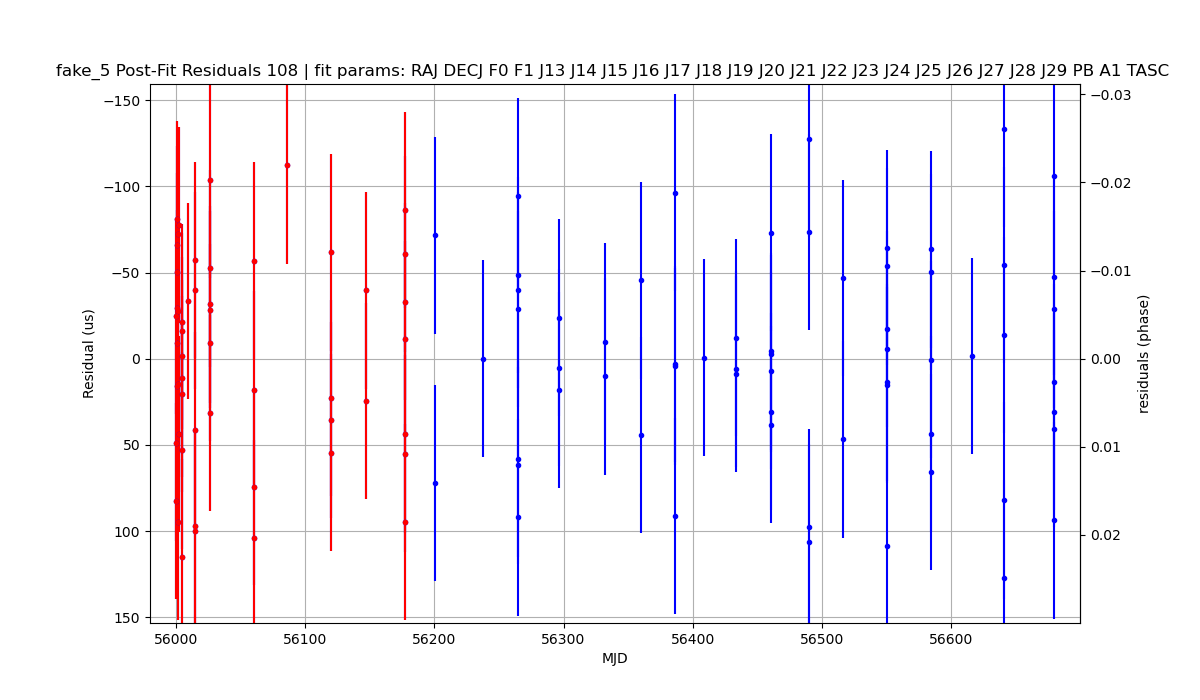 fake_5 Post-Fit Residuals 108 | fit params: RAJ DECJ F0 F1 J13 J14 J15 J16 J17 J18 J19 J20 J21 J22 J23 J24 J25 J26 J27 J28 J29 PB A1 TASC
−150
−100
−50
0
50
100
150
Residual (us)
−0.03
−0.02
−0.01
0.00
0.01
0.02
residuals (phase)
56000 56100 56200 56300 56400 56500 56600
MJD